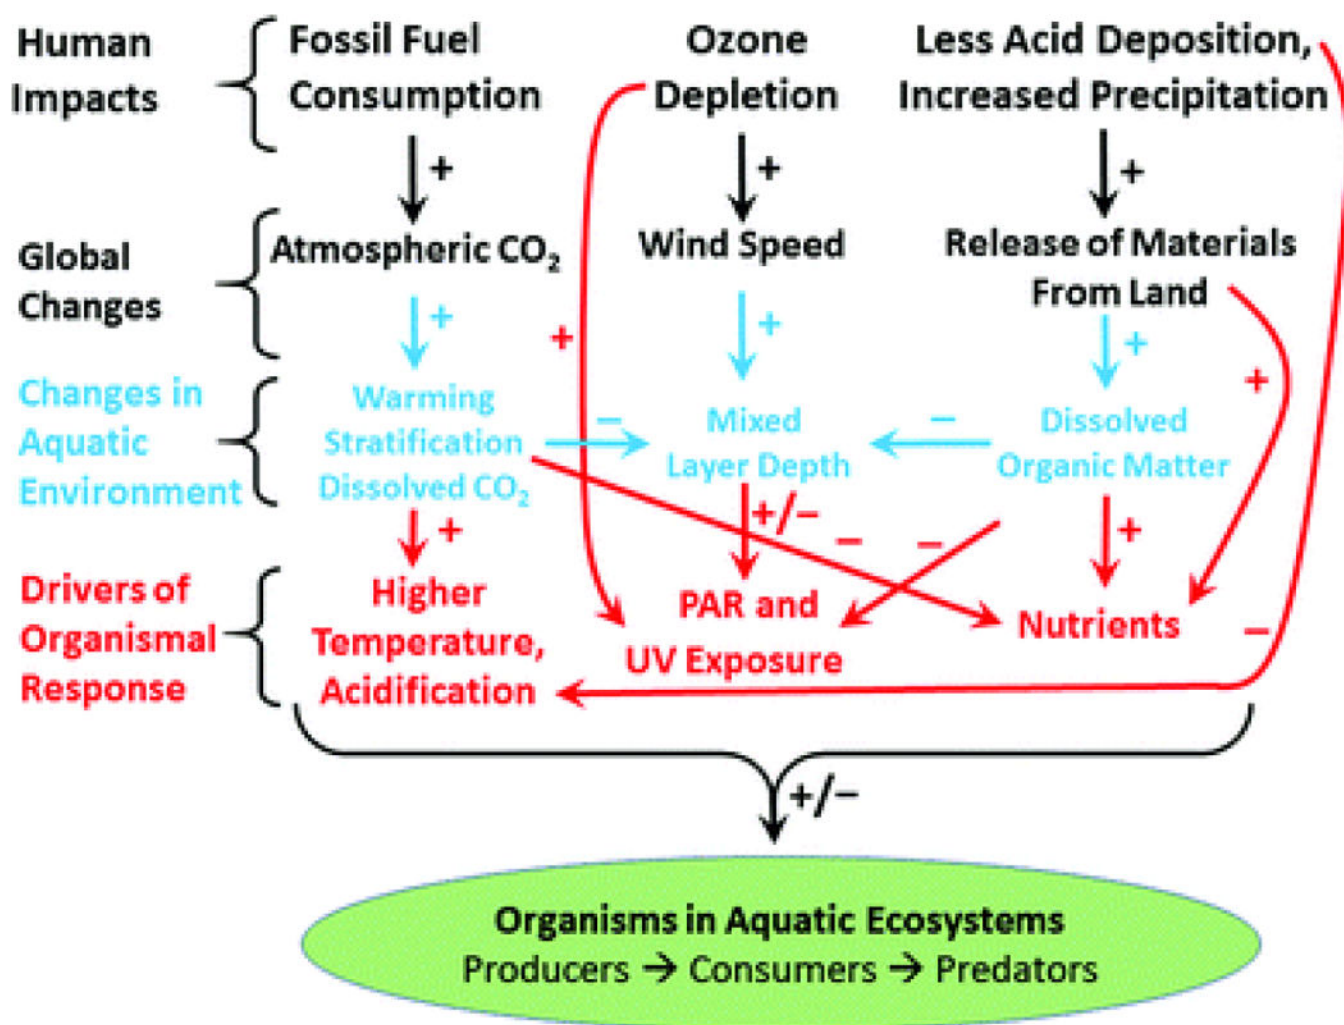 Human
Impacts
Fossil Fuel
Consumption
Ozone
Depletion
Less Acid Deposition,
Increased Precipitation
+
+
+
Global
Changes
Atmospheric CO₂
Wind Speed
Release of Materials
From Land
+
+
+
+
+
Changes in
Aquatic
Environment
Warming
Stratification
Dissolved CO₂
–
Mixed
Layer Depth
–
Dissolved
Organic Matter
+
+/–
–
–
+
Drivers of
Organismal
Response
Higher
Temperature,
Acidification
PAR and
UV Exposure
Nutrients
–
+/–
Organisms in Aquatic Ecosystems
Producers → Consumers → Predators